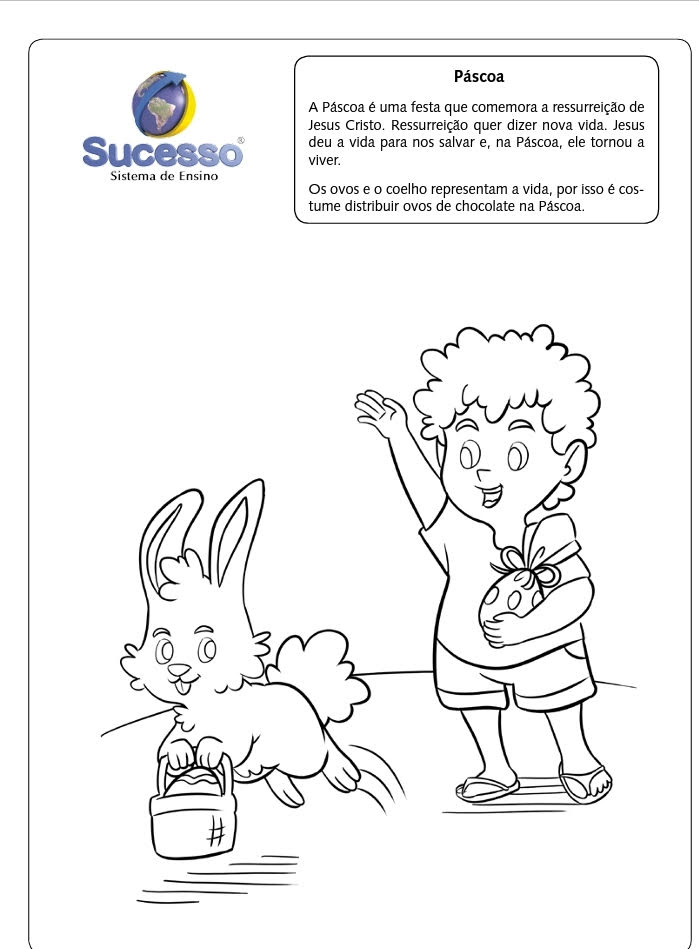 Sucesso®
Sistema de Ensino
Páscoa
A Páscoa é uma festa que comemora a ressurreição de
Jesus Cristo. Ressurreição quer dizer nova vida. Jesus
deu a vida para nos salvar e, na Páscoa, ele tornou a
viver.
Os ovos e o coelho representam a vida, por isso é cos-
tume distribuir ovos de chocolate na Páscoa.